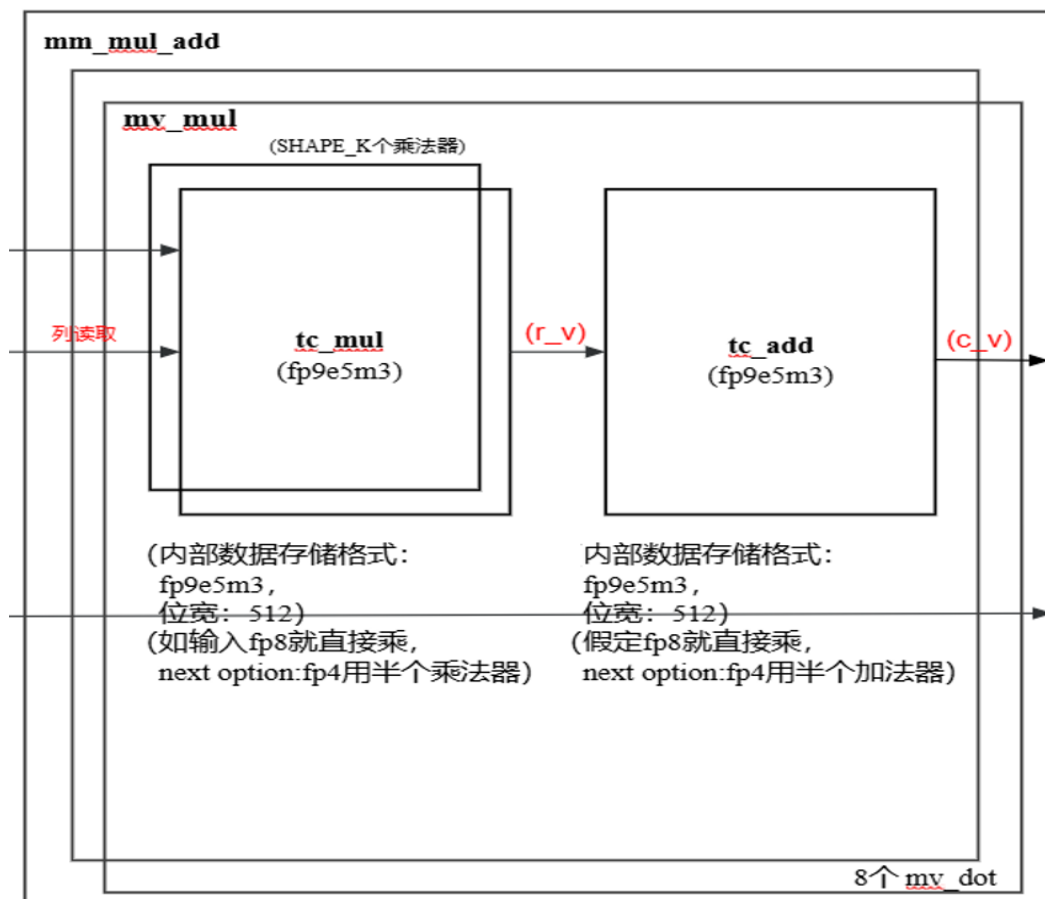 mm_mul_add
mv_mul
(SHAPE_K个乘法器)
列读取
tc_mul
(fp9e5m3)
(r_v)
tc_add
(fp9e5m3)
(c_v)
(内部数据存储格式:
fp9e5m3,
位宽: 512)
(如输入fp8就直接乘,
next option:fp4用半个乘法器)
内部数据存储格式:
fp9e5m3,
位宽: 512)
(假定fp8就直接乘,
next option:fp4用半个加法器)
8个 mv_dot